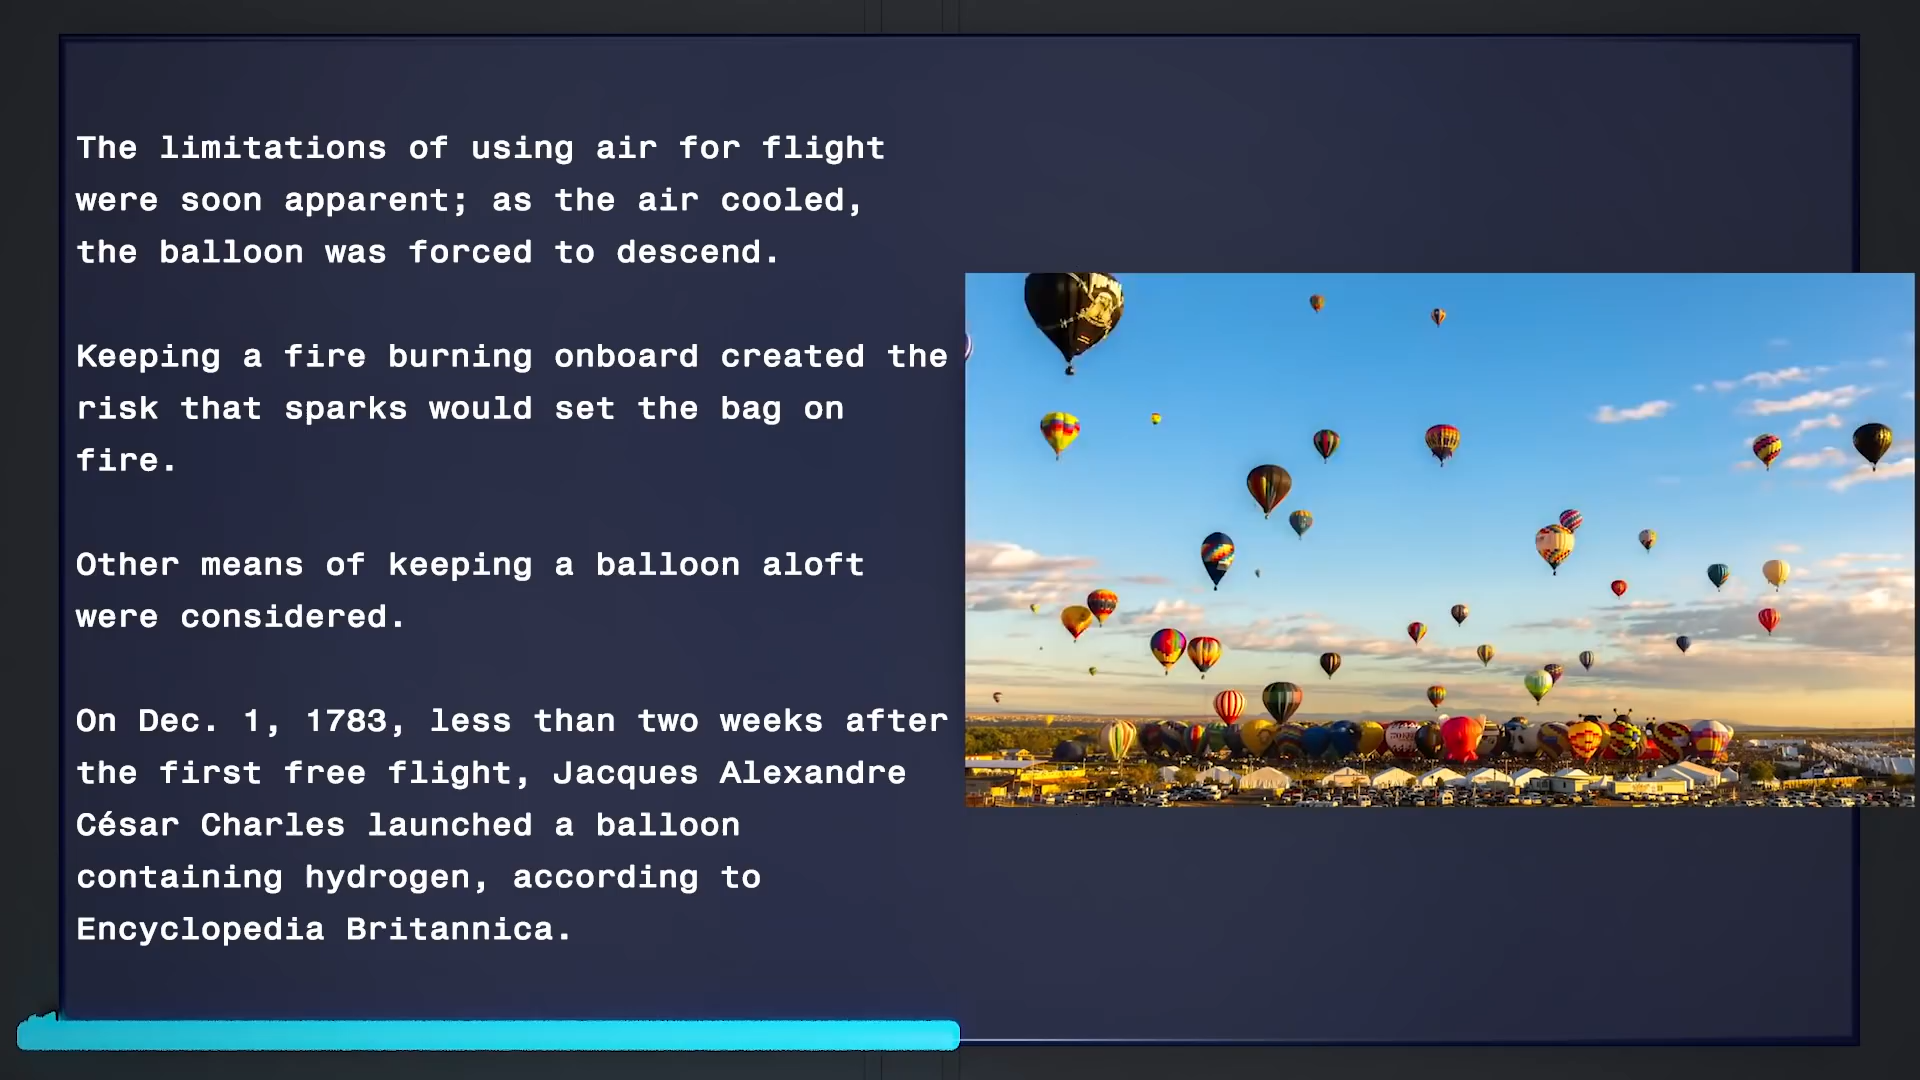 The limitations of using air for flight
were soon apparent; as the air cooled,
the balloon was forced to descend.
Keeping a fire burning onboard created the
risk that sparks would set the bag on
fire.
Other means of keeping a balloon aloft
were considered.
On Dec. 1, 1783, less than two weeks after
the first free flight, Jacques Alexandre
César Charles launched a balloon
containing hydrogen, according to
Encyclopedia Britannica.